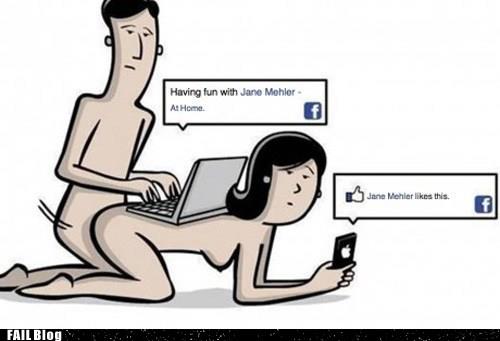 Having fun with Jane Mehler -
At Home.
f
Jane Mehler likes this.
f
FAIL Blog